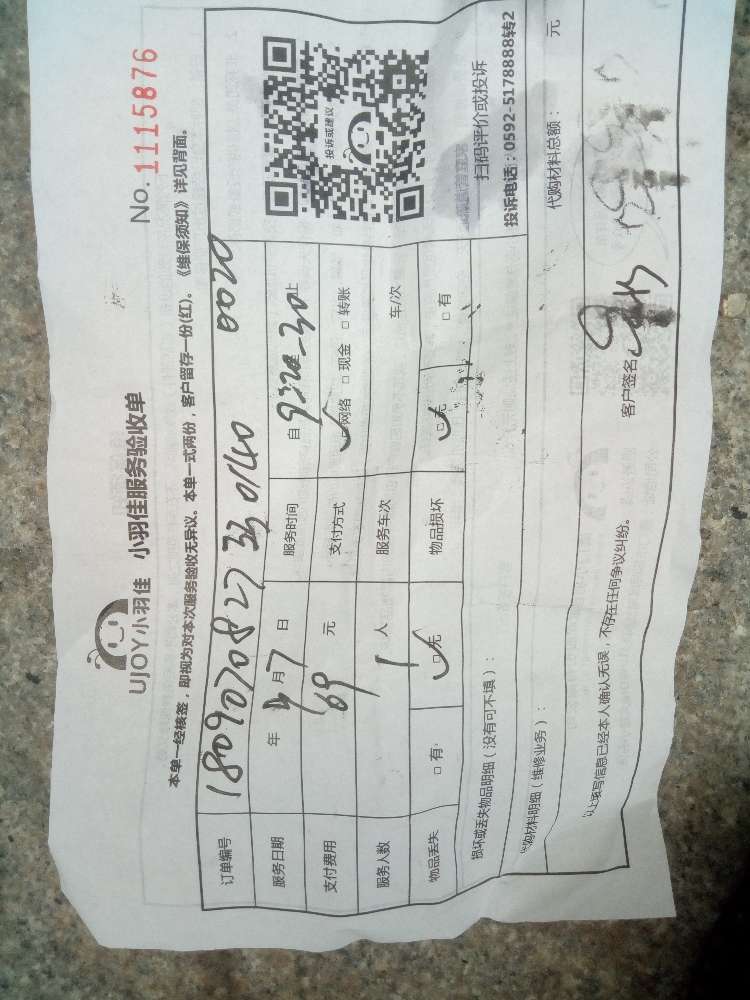 No. 1115876
UJOY小羽佳 小羽佳服务验收单
本单一经核签，即视为对本次服务验收无异议。本单一式两份，客户留存一份(红)。《维保须知》详见背面。
订单编号 18090708273301140 0020
服务日期 年 9月7日 服务时间 自 止
支付费用 69 元 支付方式 □网络 □现金 □转账
服务人数 1 人 服务车次 车/次
物品丢失 □有 □无 物品损坏 □无 □有
投诉或建议
扫码评价或投诉
投诉电话：0592-5178888转2
损坏或丢失物品明细（没有可不填）：
代购材料明细（维修业务）： 代购材料总额： 元
以上填写信息已经本人确认无误，不存在任何争议纠纷。 客户签名